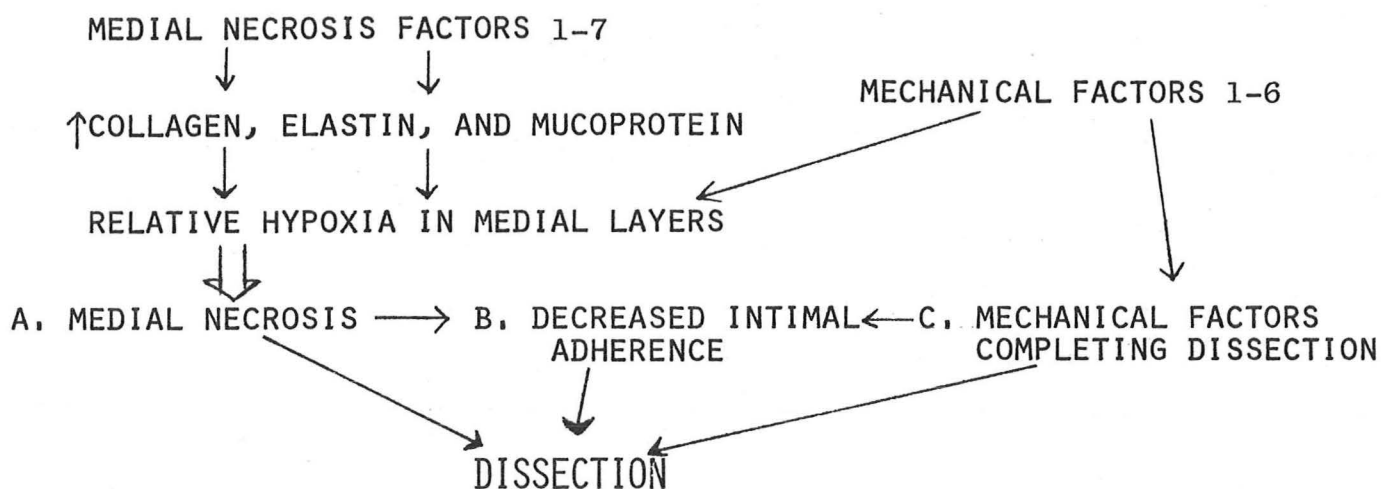 MEDIAL NECROSIS FACTORS 1-7
MECHANICAL FACTORS 1-6
↑COLLAGEN, ELASTIN, AND MUCOPROTEIN
RELATIVE HYPOXIA IN MEDIAL LAYERS
A. MEDIAL NECROSIS → B. DECREASED INTIMAL ← C. MECHANICAL FACTORS
ADHERENCE COMPLETING DISSECTION
DISSECTION